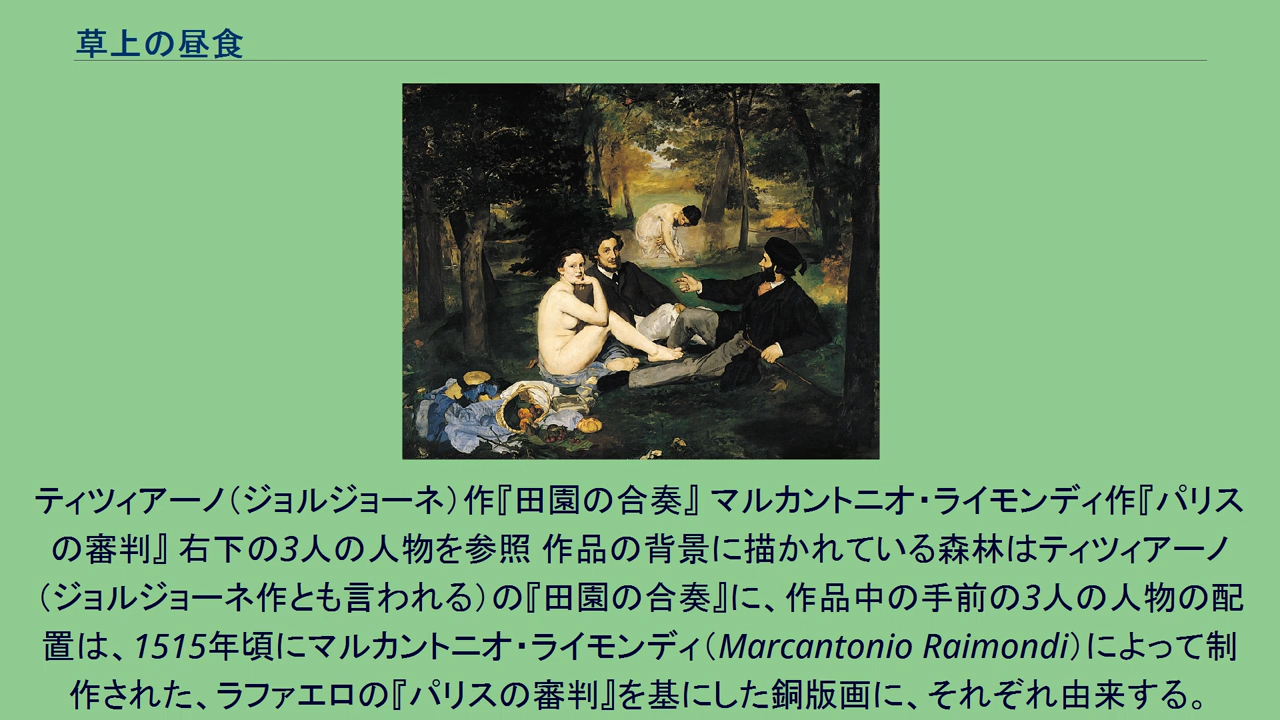 草上の昼食
ティツィアーノ（ジョルジョーネ）作『田園の合奏』 マルカントニオ・ライモンディ作『パリス
の審判』 右下の3人の人物を参照 作品の背景に描かれている森林はティツィアーノ
（ジョルジョーネ作とも言われる）の『田園の合奏』に、作品中の手前の3人の人物の配
置は、1515年頃にマルカントニオ・ライモンディ（Marcantonio Raimondi）によって制
作された、ラファエロの『パリスの審判』を基にした銅版画に、それぞれ由来する。